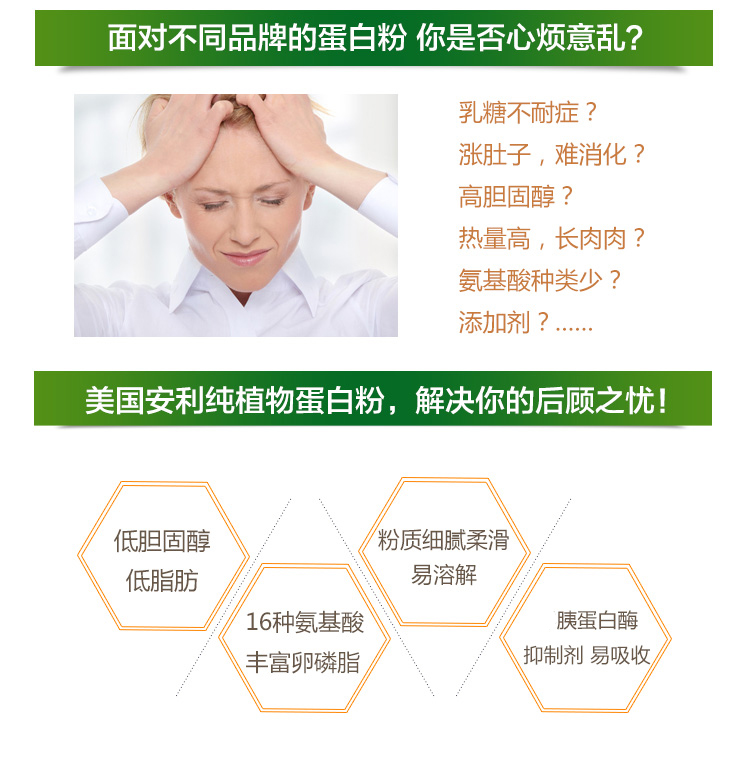 面对不同品牌的蛋白粉 你是否心烦意乱?
乳糖不耐症？
涨肚子，难消化？
高胆固醇？
热量高，长肉肉？
氨基酸种类少？
添加剂？......
美国安利纯植物蛋白粉，解决你的后顾之忧！
低胆固醇
低脂肪
16种氨基酸
丰富卵磷脂
粉质细腻柔滑
易溶解
胰蛋白酶
抑制剂 易吸收